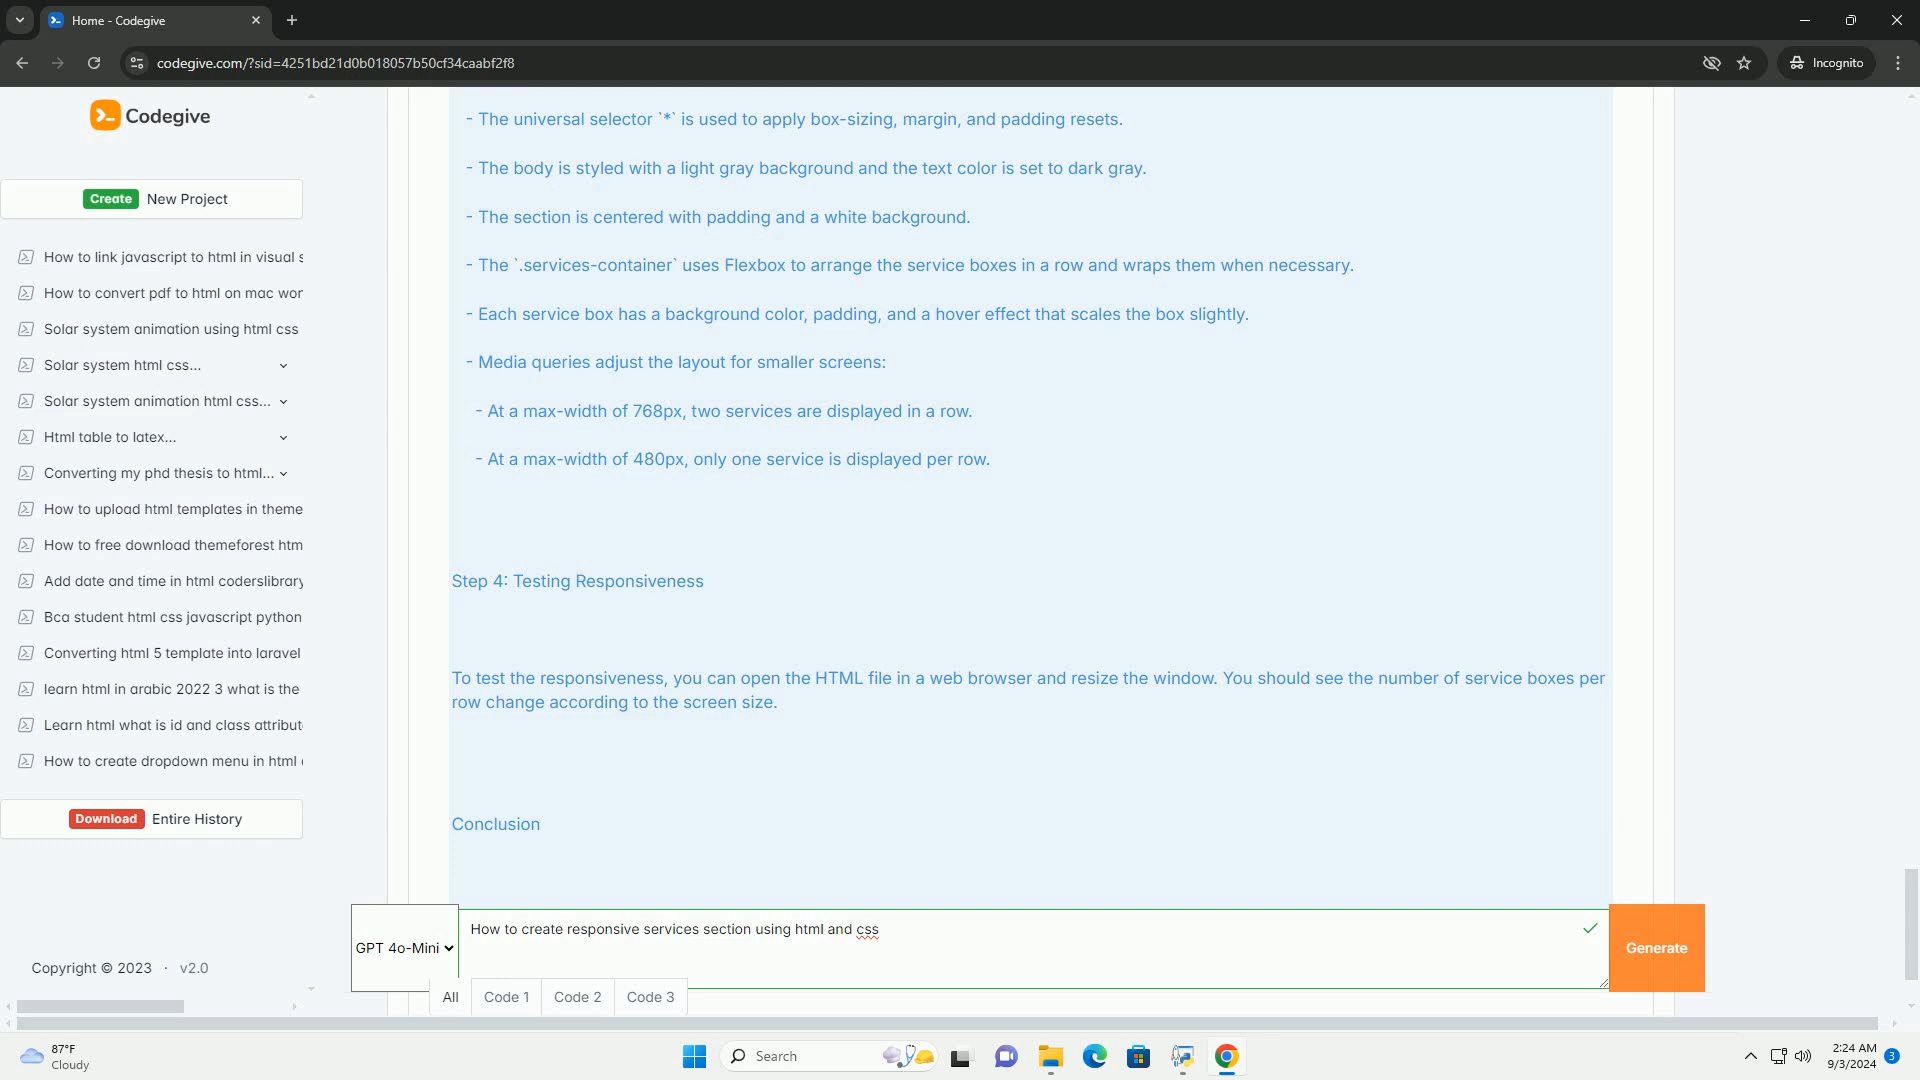 Home - Codegive
codegive.com/?sid=4251bd21d0b018057b50cf34caabf2f8
Incognito
Codegive
Create New Project
How to link javascript to html in visual s
How to convert pdf to html on mac wor
Solar system animation using html css
Solar system html css...
Solar system animation html css...
Html table to latex...
Converting my phd thesis to html...
How to upload html templates in theme
How to free download themeforest htm
Add date and time in html coderslibrary
Bca student html css javascript python
Converting html 5 template into laravel
learn html in arabic 2022 3 what is the
Learn html what is id and class attribut
How to create dropdown menu in html
Download Entire History
Copyright © 2023 · v2.0
- The universal selector `*` is used to apply box-sizing, margin, and padding resets.
- The body is styled with a light gray background and the text color is set to dark gray.
- The section is centered with padding and a white background.
- The `.services-container` uses Flexbox to arrange the service boxes in a row and wraps them when necessary.
- Each service box has a background color, padding, and a hover effect that scales the box slightly.
- Media queries adjust the layout for smaller screens:
- At a max-width of 768px, two services are displayed in a row.
- At a max-width of 480px, only one service is displayed per row.
Step 4: Testing Responsiveness
To test the responsiveness, you can open the HTML file in a web browser and resize the window. You should see the number of service boxes per
row change according to the screen size.
Conclusion
GPT 4o-Mini
How to create responsive services section using html and css
Generate
All Code 1 Code 2 Code 3
87°F
Cloudy
Search
2:24 AM
9/3/2024
3